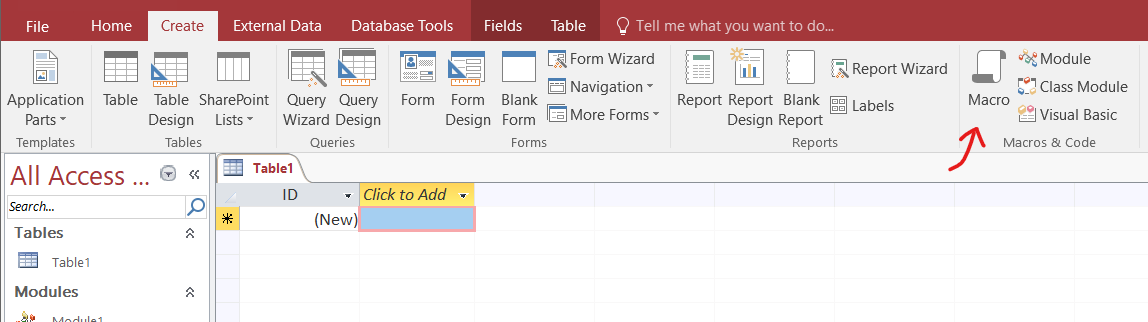 File Home Create External Data Database Tools Fields Table Tell me what you want to do...
Application Parts
Templates
Table
Table Design
SharePoint Lists
Tables
Query Wizard
Query Design
Queries
Form
Form Design
Blank Form
Form Wizard
Navigation
More Forms
Forms
Report
Report Design
Blank Report
Report Wizard
Labels
Reports
Macro
Module
Class Module
Visual Basic
Macros & Code
All Access ...
Search...
Tables
Table1
Modules
Module1
Table1
ID Click to Add
(New)